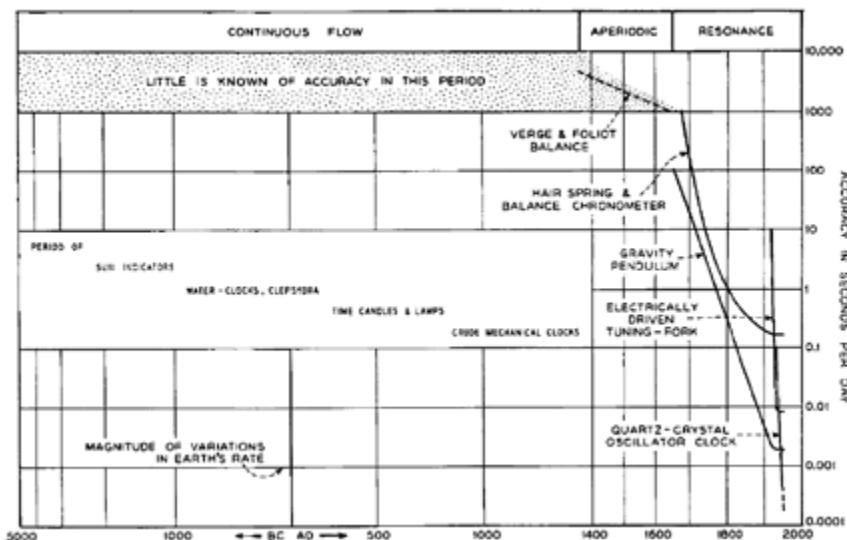 CONTINUOUS FLOW
APERIODIC
RESONANCE
10,000
LITTLE IS KNOWN OF ACCURACY IN THIS PERIOD
1000
VERGE & FOLIOT
BALANCE
100
HAIR SPRING &
BALANCE CHRONOMETER
10
PERIOD OF
SUN INDICATORS
GRAVITY
PENDULUM
WATER-CLOCKS, CLEPSYDRA
1
TIME CANDLES & LAMPS
ELECTRICALLY
DRIVEN
TUNING-FORK
CRUDE MECHANICAL CLOCKS
0.1
ACCURACY IN SECONDS PER DAY
0.01
QUARTZ-CRYSTAL
OSCILLATOR CLOCK
MAGNITUDE OF VARIATIONS
IN EARTH'S RATE
0.001
0.0001
5000 1000 BC AD 500 1000 1400 1600 1800 2000